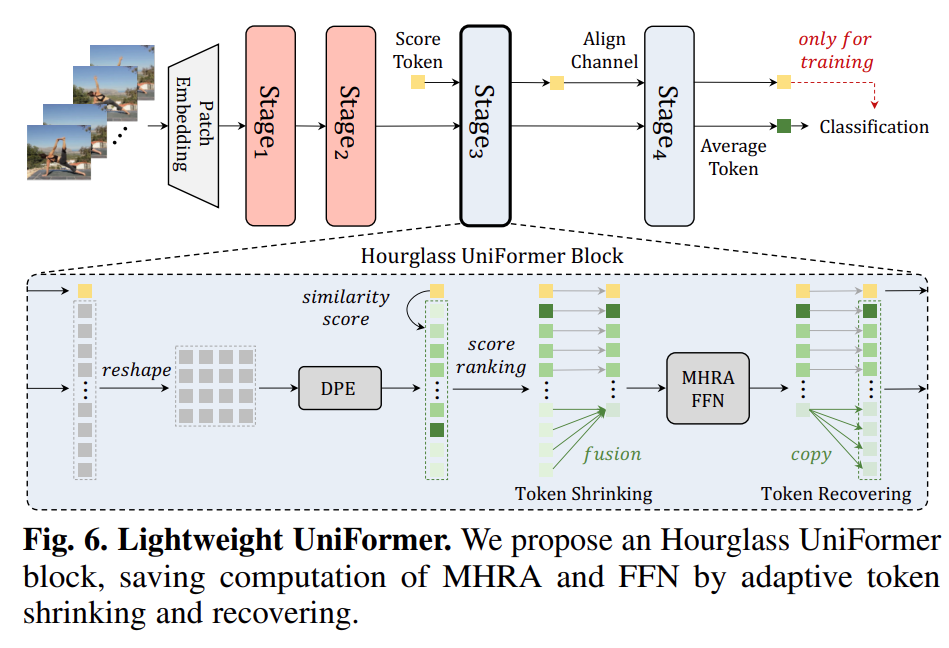 Patch
Embedding
Stage1
Stage2
Score
Token
Stage3
Align
Channel
Stage4
only for
training
Classification
Average
Token
Hourglass UniFormer Block
reshape
DPE
similarity
score
score
ranking
fusion
Token Shrinking
MHRA
FFN
copy
Token Recovering
Fig. 6. Lightweight UniFormer. We propose an Hourglass UniFormer
block, saving computation of MHRA and FFN by adaptive token
shrinking and recovering.